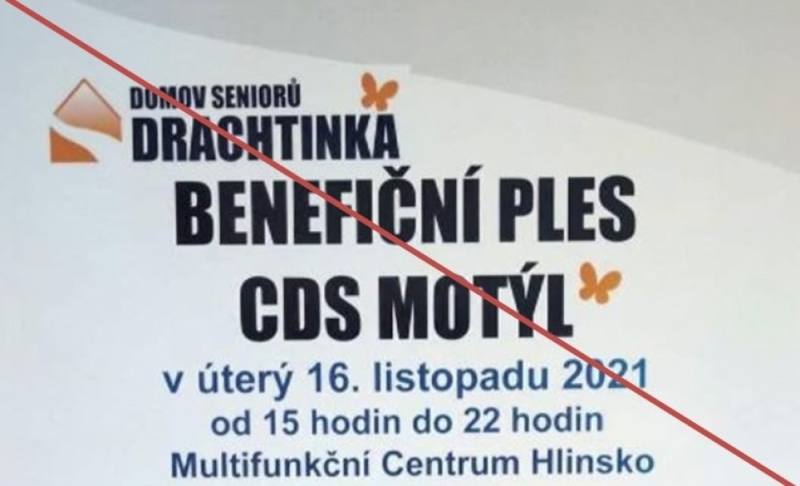 DOMOV SENIORŮ
DRACHTINKA
BENEFIČNÍ PLES
CDS MOTÝL
v úterý 16. listopadu 2021
od 15 hodin do 22 hodin
Multifunkční Centrum Hlinsko